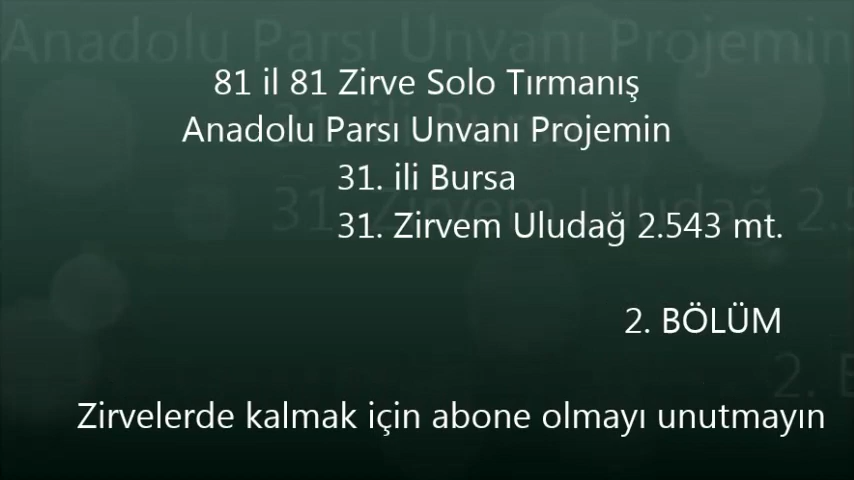 81 il 81 Zirve Solo Tırmanış
Anadolu Parsı Unvanı Projemin
31. ili Bursa
31. Zirvem Uludağ 2.543 mt.
2. BÖLÜM
Zirvelerde kalmak için abone olmayı unutmayın